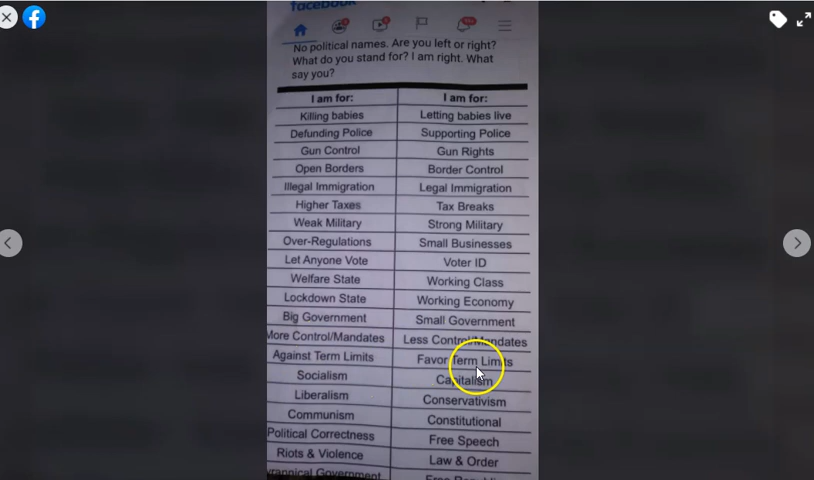 facebook
No political names. Are you left or right?
What do you stand for? I am right. What
say you?
I am for: I am for:
Killing babies Letting babies live
Defunding Police Supporting Police
Gun Control Gun Rights
Open Borders Border Control
Illegal Immigration Legal Immigration
Higher Taxes Tax Breaks
Weak Military Strong Military
Over-Regulations Small Businesses
Let Anyone Vote Voter ID
Welfare State Working Class
Lockdown State Working Economy
Big Government Small Government
More Control/Mandates Less Control/Mandates
Against Term Limits Favor Term Limits
Socialism Capitalism
Liberalism Conservativism
Communism Constitutional
Political Correctness Free Speech
Riots & Violence Law & Order
Government